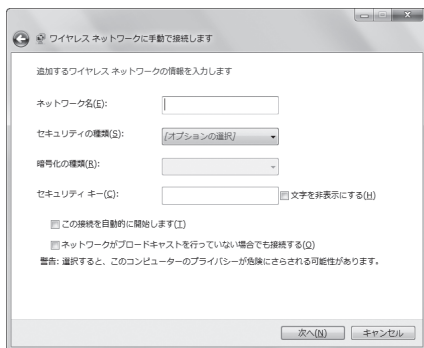 ワイヤレス ネットワークに手動で接続します
追加するワイヤレス ネットワークの情報を入力します
ネットワーク名(E):
セキュリティの種類(S):
[オプションの選択]
暗号化の種類(R):
セキュリティ キー(C):
文字を非表示にする(H)
この接続を自動的に開始します(T)
ネットワークがブロードキャストを行っていない場合でも接続する(O)
警告: 選択すると、このコンピューターのプライバシーが危険にさらされる可能性があります。
次へ(N)
キャンセル